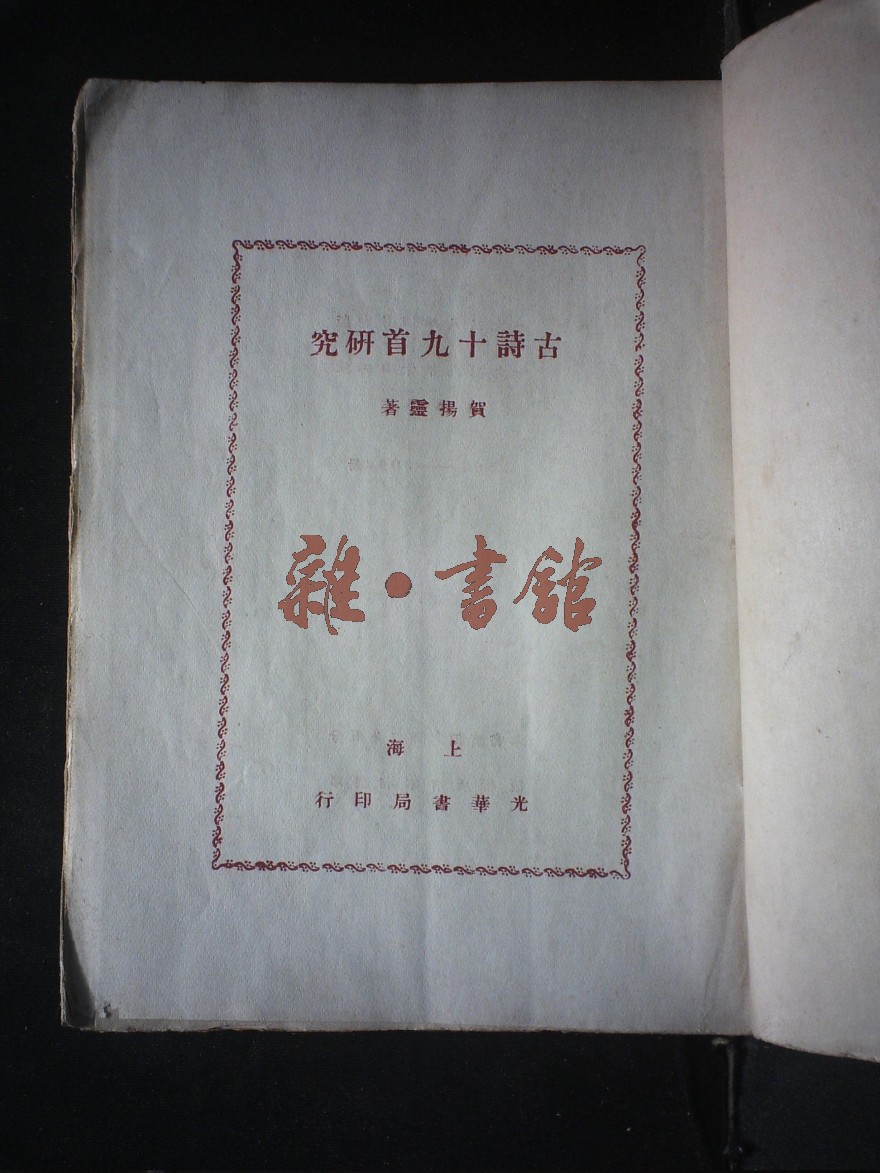 古詩十九首研究
賀揚靈著
雜·書館
上海
光華書局印行